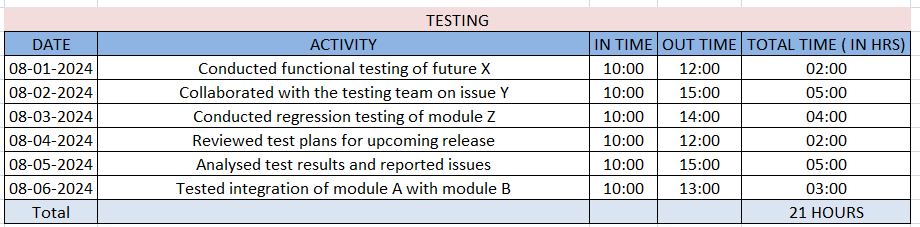 TESTING
DATE ACTIVITY IN TIME OUT TIME TOTAL TIME ( IN HRS)
08-01-2024 Conducted functional testing of future X 10:00 12:00 02:00
08-02-2024 Collaborated with the testing team on issue Y 10:00 15:00 05:00
08-03-2024 Conducted regression testing of module Z 10:00 14:00 04:00
08-04-2024 Reviewed test plans for upcoming release 10:00 12:00 02:00
08-05-2024 Analysed test results and reported issues 10:00 15:00 05:00
08-06-2024 Tested integration of module A with module B 10:00 13:00 03:00
Total 21 HOURS